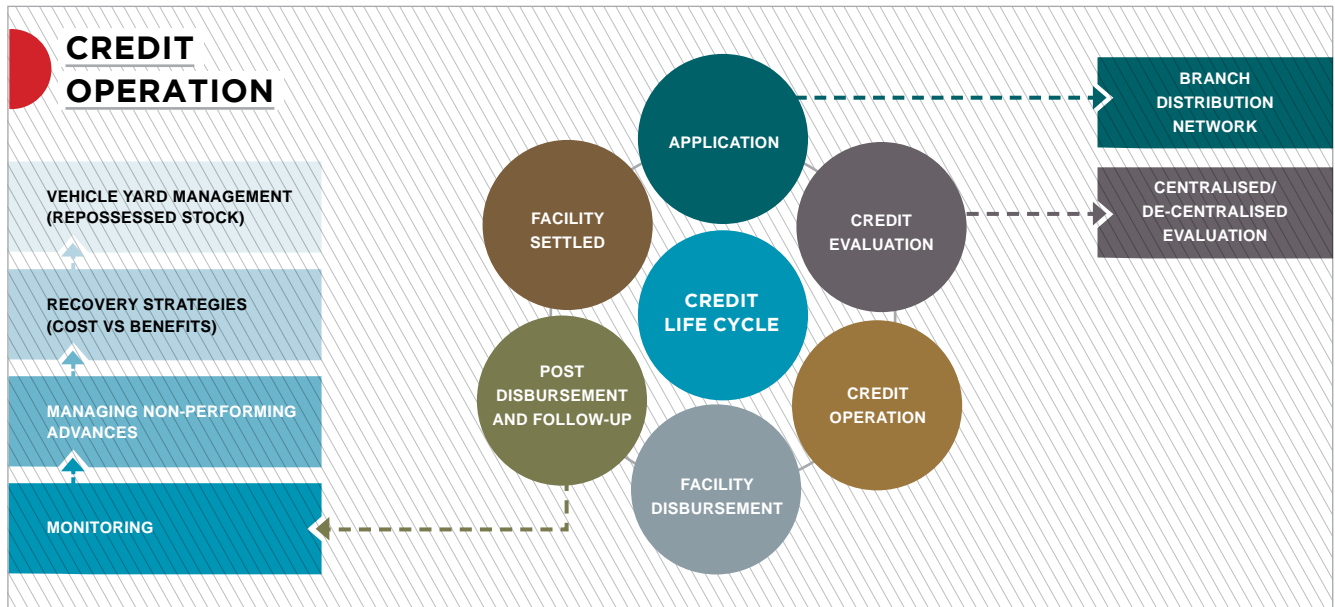 CREDIT
OPERATION
VEHICLE YARD MANAGEMENT
(REPOSSESSED STOCK)
RECOVERY STRATEGIES
(COST VS BENEFITS)
MANAGING NON-PERFORMING
ADVANCES
MONITORING
APPLICATION
CREDIT
EVALUATION
CREDIT
OPERATION
FACILITY
DISBURSEMENT
POST
DISBURSEMENT
AND FOLLOW-UP
FACILITY
SETTLED
CREDIT
LIFE CYCLE
BRANCH
DISTRIBUTION
NETWORK
CENTRALISED/
DE-CENTRALISED
EVALUATION